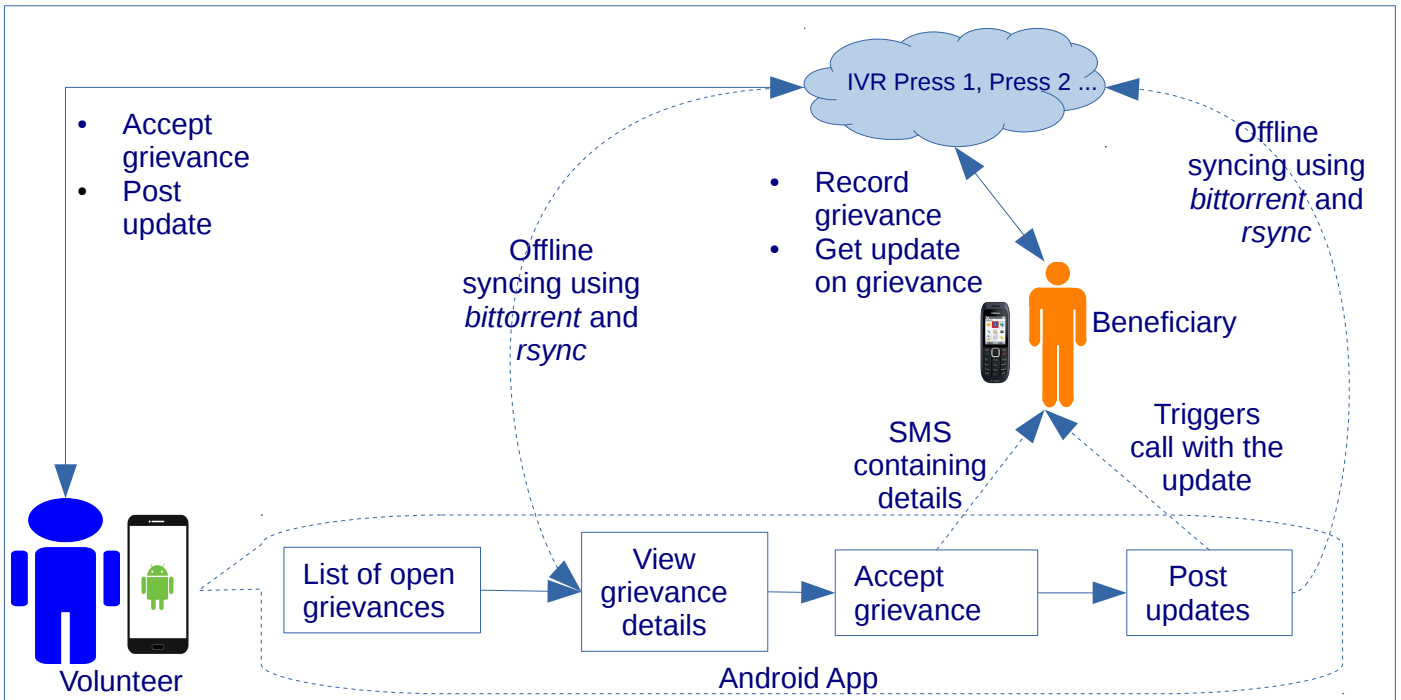 IVR Press 1, Press 2 ...
• Accept
grievance
• Post
update
Offline
syncing using
bittorrent and
rsync
• Record
grievance
• Get update
on grievance
Offline
syncing using
bittorrent and
rsync
Beneficiary
SMS
containing
details
Triggers
call with the
update
List of open
grievances
View
grievance
details
Accept
grievance
Post
updates
Volunteer
Android App